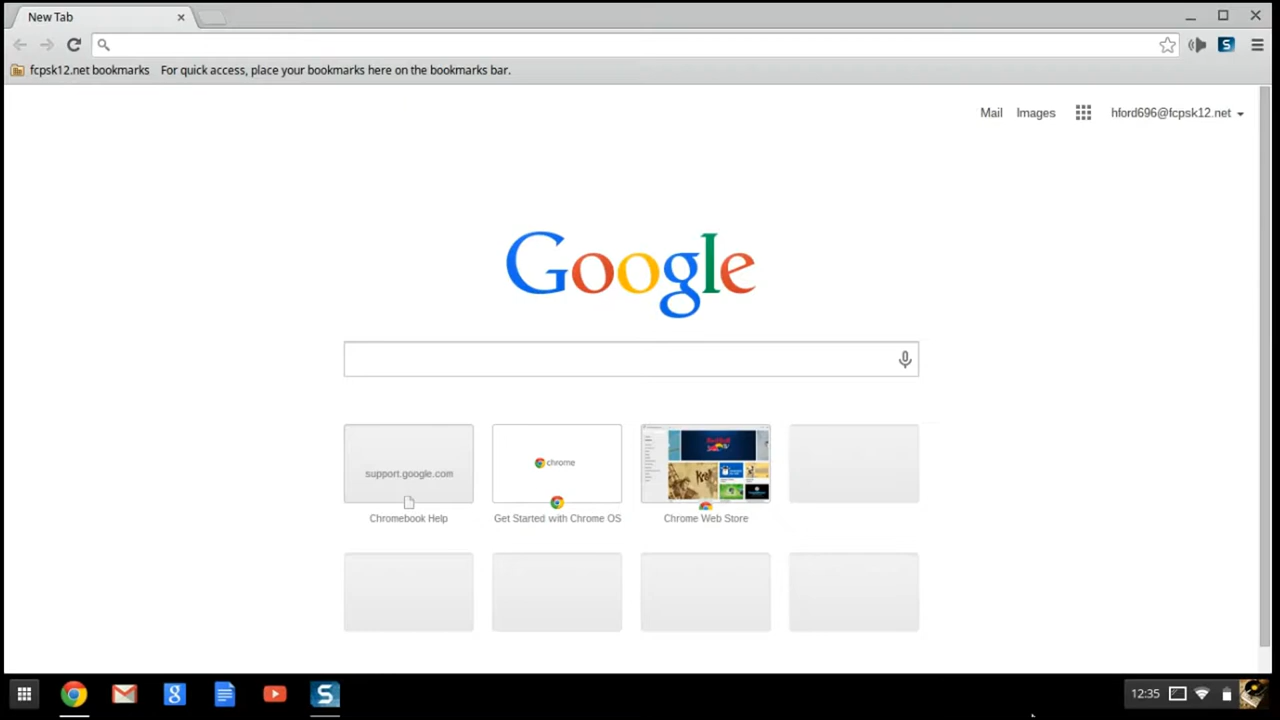 New Tab
fcpsk12.net bookmarks For quick access, place your bookmarks here on the bookmarks bar.
Mail Images hford696@fcpsk12.net
Google
support.google.com
chrome
Chromebook Help Get Started with Chrome OS Chrome Web Store
12:35